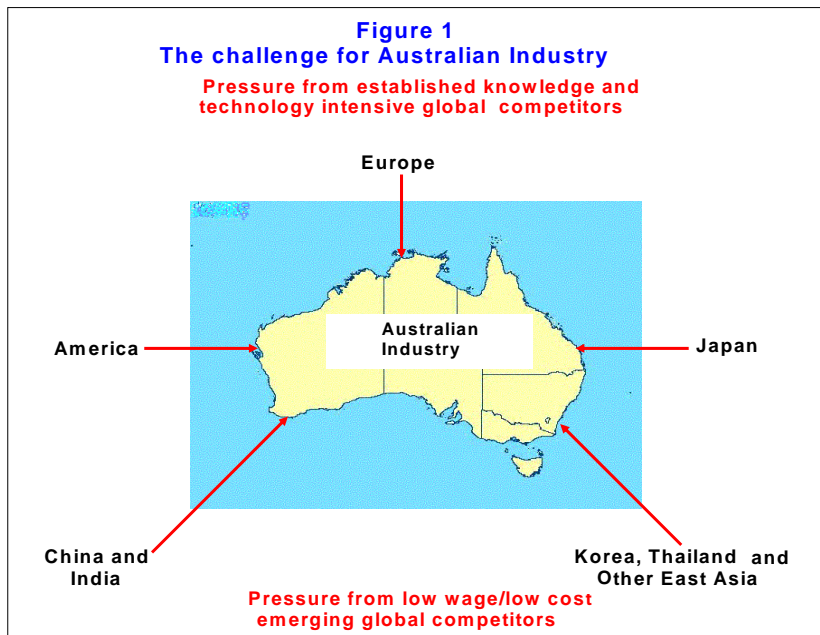 Figure 1
The challenge for Australian Industry
Pressure from established knowledge and
technology intensive global competitors
Europe
Australian
Industry
America
Japan
China and
India
Korea, Thailand and
Other East Asia
Pressure from low wage/low cost
emerging global competitors